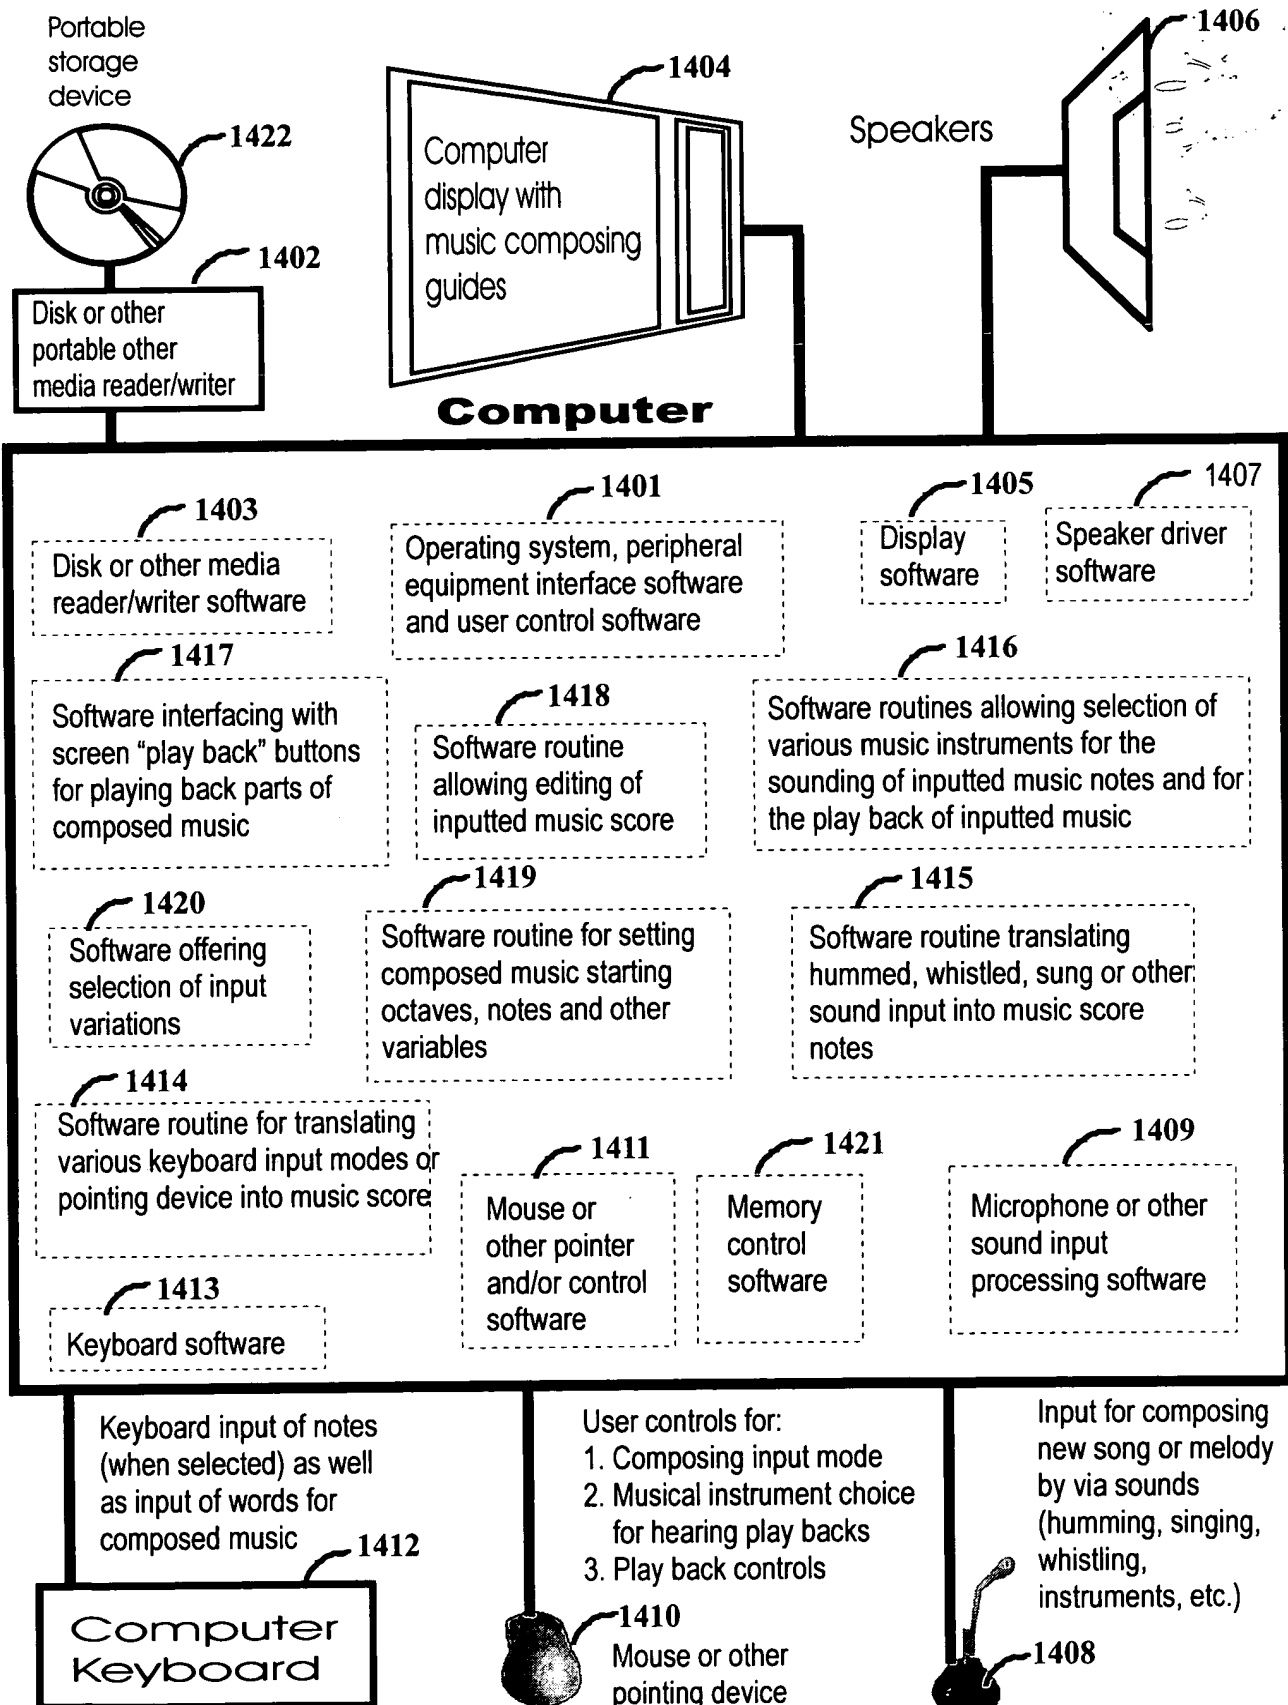 Portable
storage
device
1422
1402
Disk or other
portable other
media reader/writer
1404
Computer
display with
music composing
guides
Speakers
1406
Computer
1403
Disk or other media
reader/writer software
1401
Operating system, peripheral
equipment interface software
and user control software
1405
Display
software
1407
Speaker driver
software
1417
Software interfacing with
screen “play back” buttons
for playing back parts of
composed music
1418
Software routine
allowing editing of
inputted music score
1416
Software routines allowing selection of
various music instruments for the
sounding of inputted music notes and for
the play back of inputted music
1420
Software offering
selection of input
variations
1419
Software routine for setting
composed music starting
octaves, notes and other
variables
1415
Software routine translating
hummed, whistled, sung or other
sound input into music score
notes
1414
Software routine for translating
various keyboard input modes or
pointing device into music score
1411
Mouse or
other pointer
and/or control
software
1421
Memory
control
software
1409
Microphone or other
sound input
processing software
1413
Keyboard software
Keyboard input of notes
(when selected) as well
as input of words for
composed music
1412
Computer
Keyboard
User controls for:
1. Composing input mode
2. Musical instrument choice
for hearing play backs
3. Play back controls
1410
Mouse or other
pointing device
Input for composing
new song or melody
by via sounds
(humming, singing,
whistling,
instruments, etc.)
1408